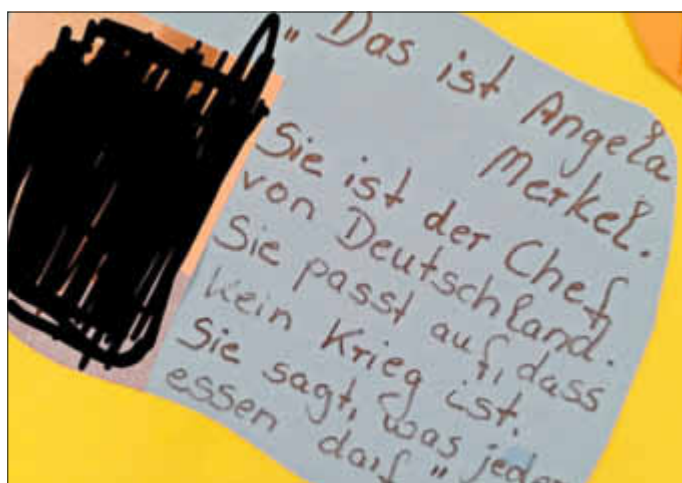 „Das ist Angela
Merkel.
Sie ist der Chef
von Deutschland.
Sie passt auf, dass
kein Krieg ist.
Sie sagt, was jeder
essen darf"